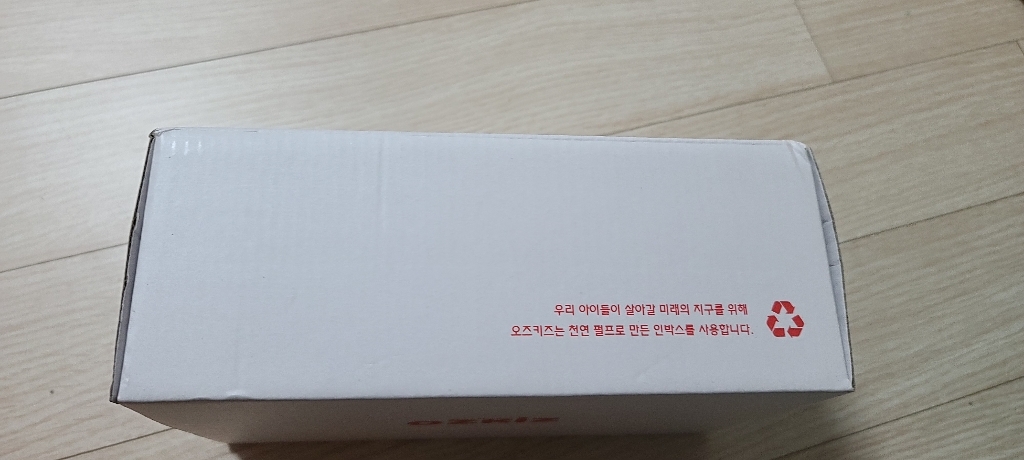 우리 아이들이 살아갈 미래의 지구를 위해
오즈키즈는 천연 펄프로 만든 인박스를 사용합니다.
OZKIZ